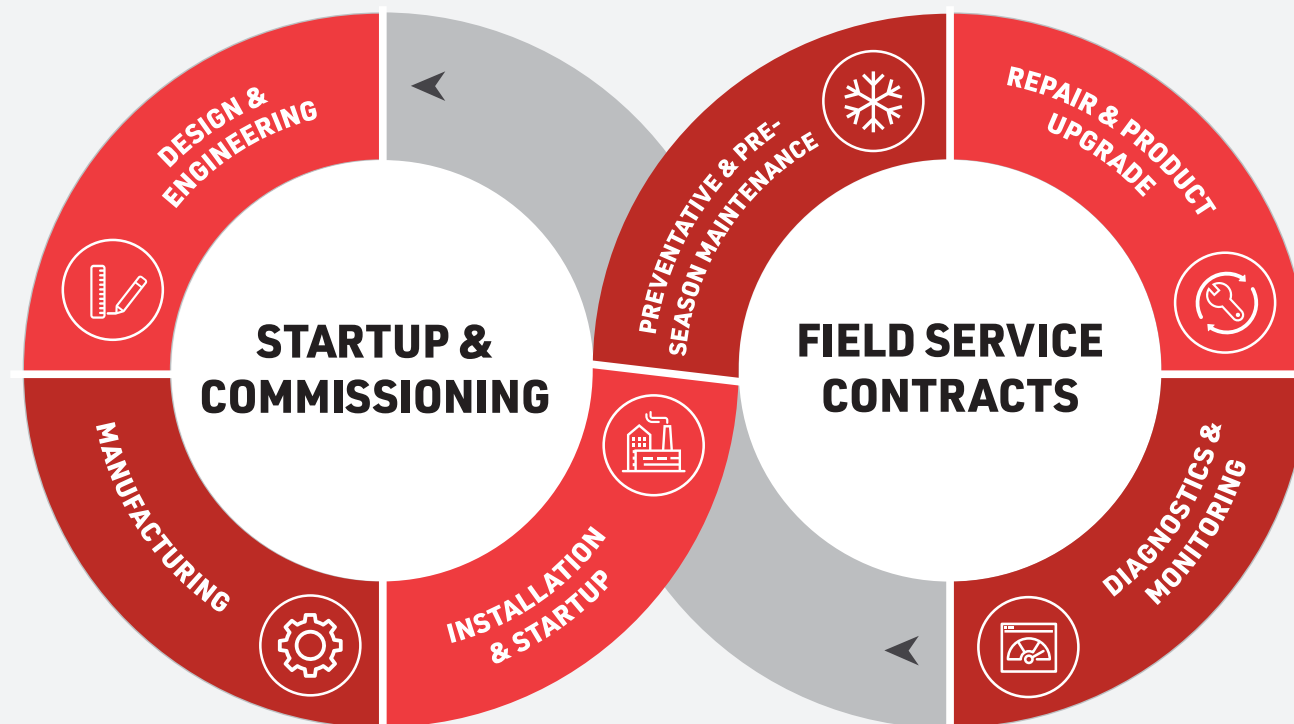 DESIGN &
ENGINEERING
MANUFACTURING
STARTUP &
COMMISSIONING
INSTALLATION
& STARTUP
PREVENTATIVE & PRE-
SEASON MAINTENANCE
FIELD SERVICE
CONTRACTS
REPAIR & PRODUCT
UPGRADE
DIAGNOSTICS &
MONITORING